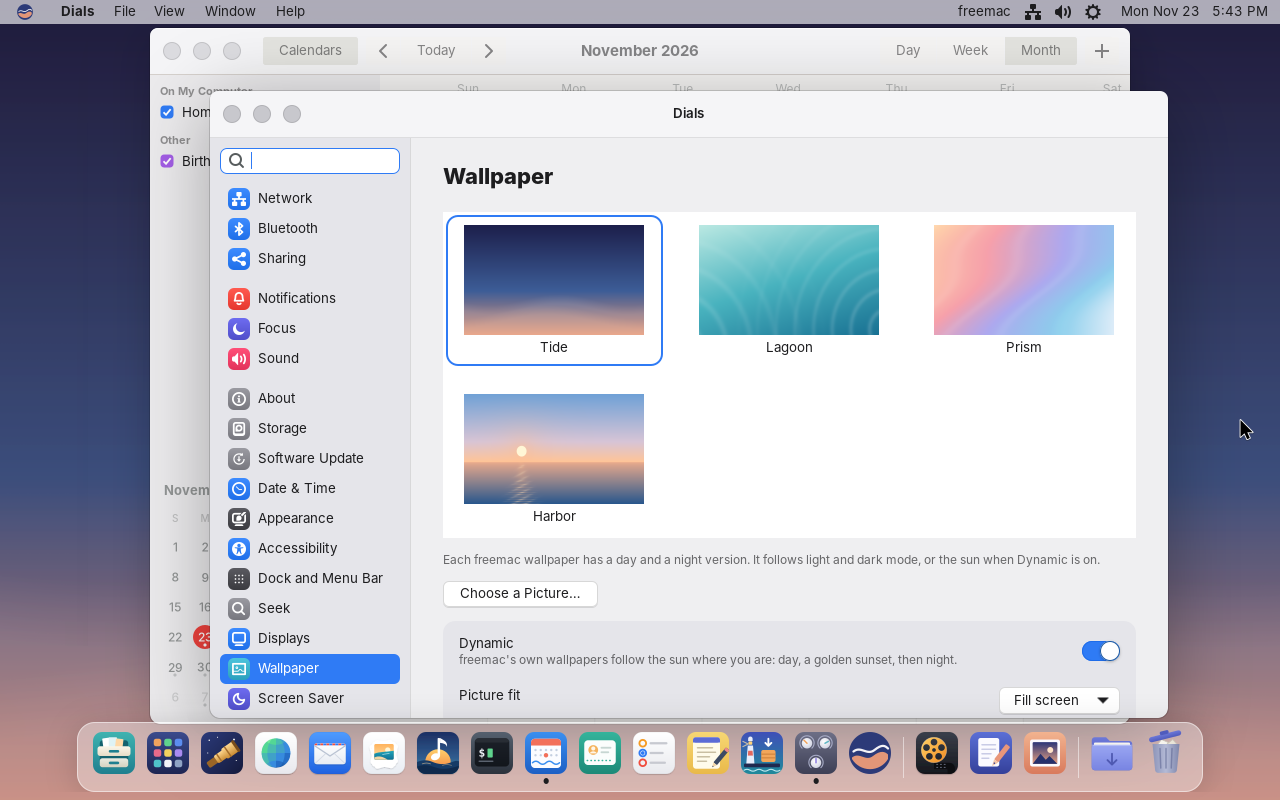 Dials File View Window Help
freemac Mon Nov 23 5:43 PM
Calendars Today November 2026 Day Week Month
On My Computer
Sun Mon Tue Wed Thu Fri Sat
Hom
Other
Birth
Novem
S M
1 2
8 9
15 16
22 23
29 30
6 7
Dials
Network
Bluetooth
Sharing
Notifications
Focus
Sound
About
Storage
Software Update
Date & Time
Appearance
Accessibility
Dock and Menu Bar
Seek
Displays
Wallpaper
Screen Saver
Wallpaper
Tide Lagoon Prism
Harbor
Each freemac wallpaper has a day and a night version. It follows light and dark mode, or the sun when Dynamic is on.
Choose a Picture...
Dynamic
freemac's own wallpapers follow the sun where you are: day, a golden sunset, then night.
Picture fit Fill screen
$